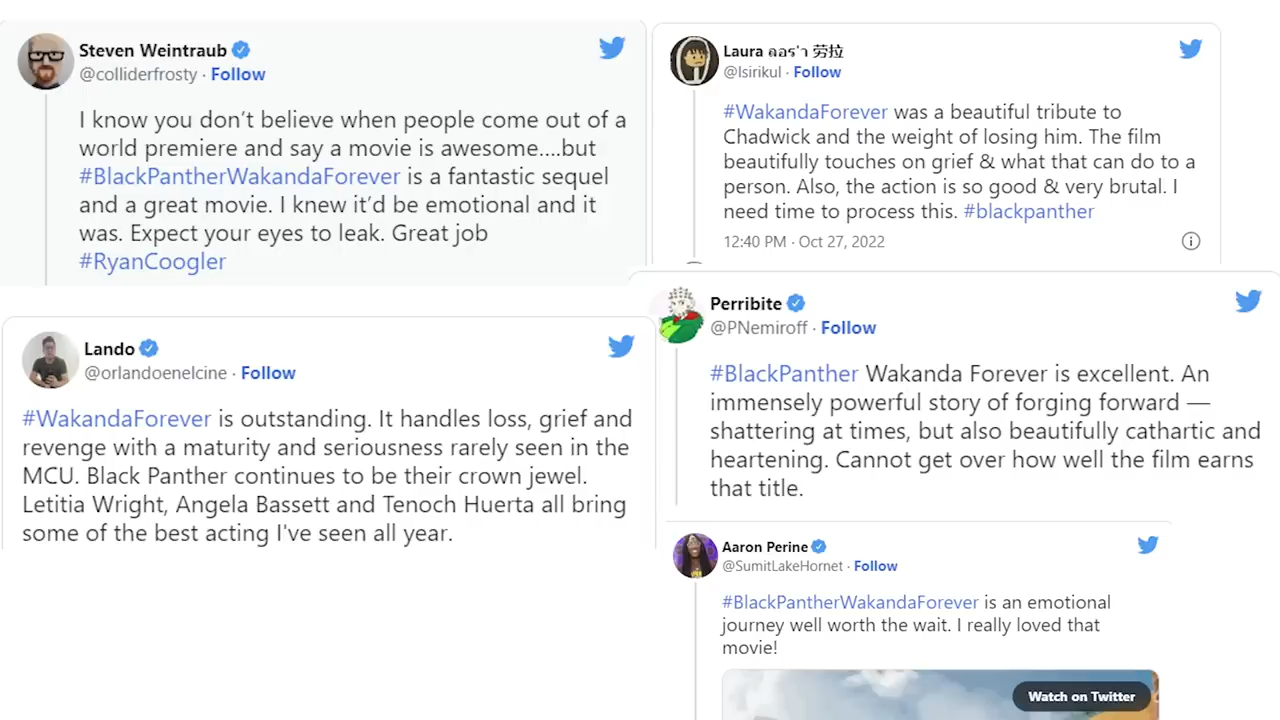 Steven Weintraub
@colliderfrosty · Follow
I know you don't believe when people come out of a
world premiere and say a movie is awesome....but
#BlackPantherWakandaForever is a fantastic sequel
and a great movie. I knew it'd be emotional and it
was. Expect your eyes to leak. Great job
#RyanCoogler
Laura ลอร่า 劳拉
@lsirikul · Follow
#WakandaForever was a beautiful tribute to
Chadwick and the weight of losing him. The film
beautifully touches on grief & what that can do to a
person. Also, the action is so good & very brutal. I
need time to process this. #blackpanther
12:40 PM · Oct 27, 2022
Lando
@orlandoenelcine · Follow
#WakandaForever is outstanding. It handles loss, grief and
revenge with a maturity and seriousness rarely seen in the
MCU. Black Panther continues to be their crown jewel.
Letitia Wright, Angela Bassett and Tenoch Huerta all bring
some of the best acting I've seen all year.
Perribite
@PNemiroff · Follow
#BlackPanther Wakanda Forever is excellent. An
immensely powerful story of forging forward —
shattering at times, but also beautifully cathartic and
heartening. Cannot get over how well the film earns
that title.
Aaron Perine
@SumitLakeHornet · Follow
#BlackPantherWakandaForever is an emotional
journey well worth the wait. I really loved that
movie!
Watch on Twitter